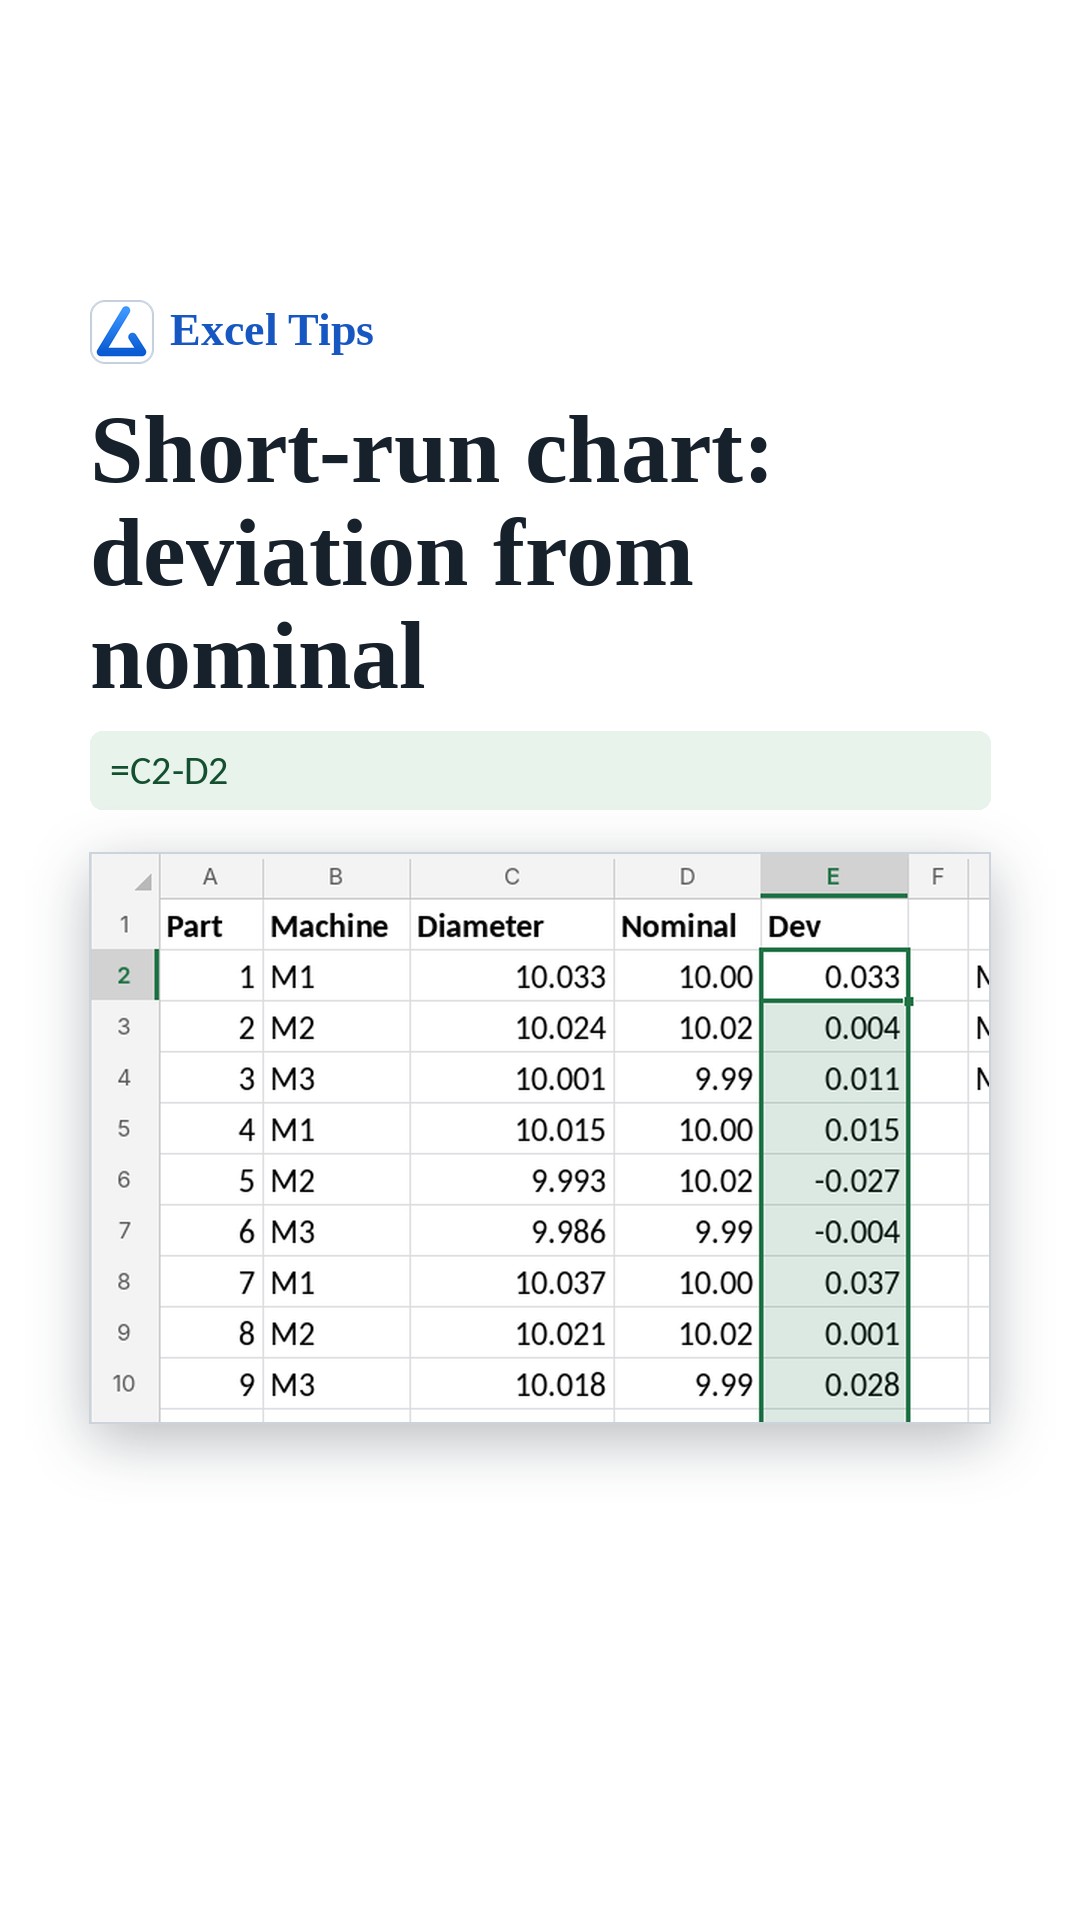 Excel Tips
Short-run chart:
deviation from
nominal
=C2-D2
A B C D E F
1 Part Machine Diameter Nominal Dev
2 1 M1 10.033 10.00 0.033
3 2 M2 10.024 10.02 0.004
4 3 M3 10.001 9.99 0.011
5 4 M1 10.015 10.00 0.015
6 5 M2 9.993 10.02 -0.027
7 6 M3 9.986 9.99 -0.004
8 7 M1 10.037 10.00 0.037
9 8 M2 10.021 10.02 0.001
10 9 M3 10.018 9.99 0.028